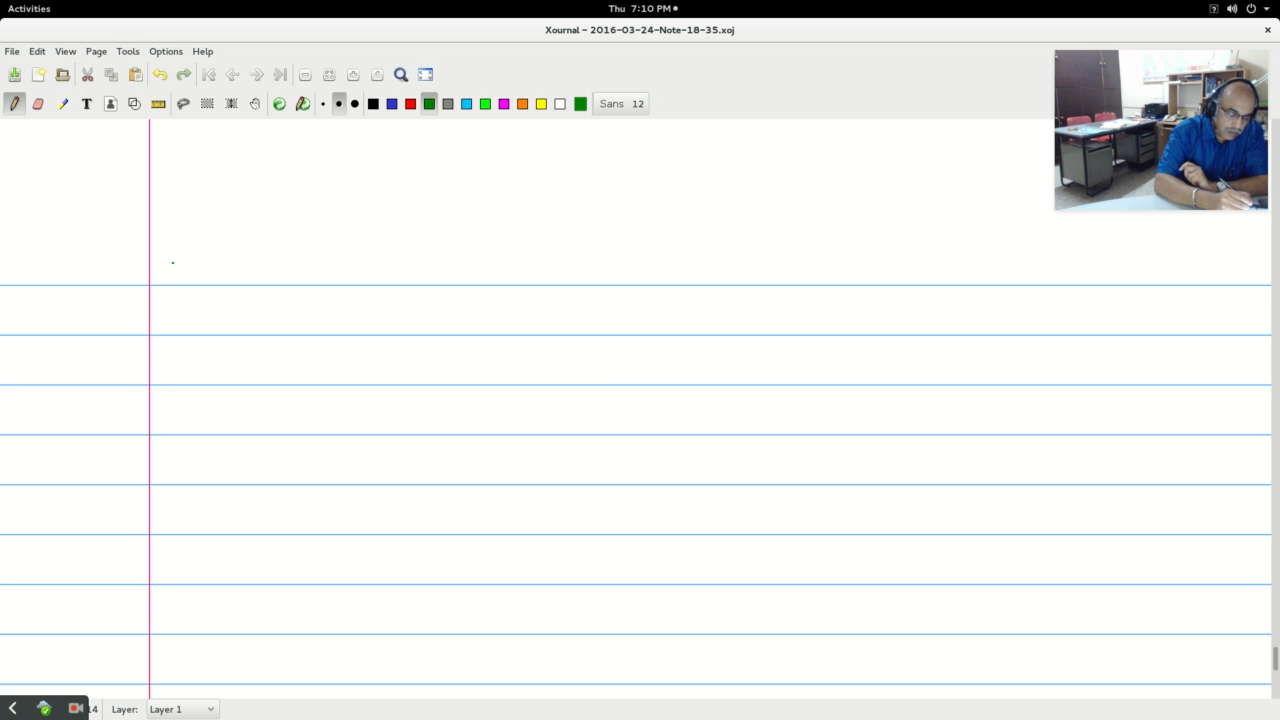 Activities
Thu 7:10 PM
Xournal - 2016-03-24-Note-18-35.xoj
File Edit View Page Tools Options Help
Sans 12
14 Layer: Layer 1